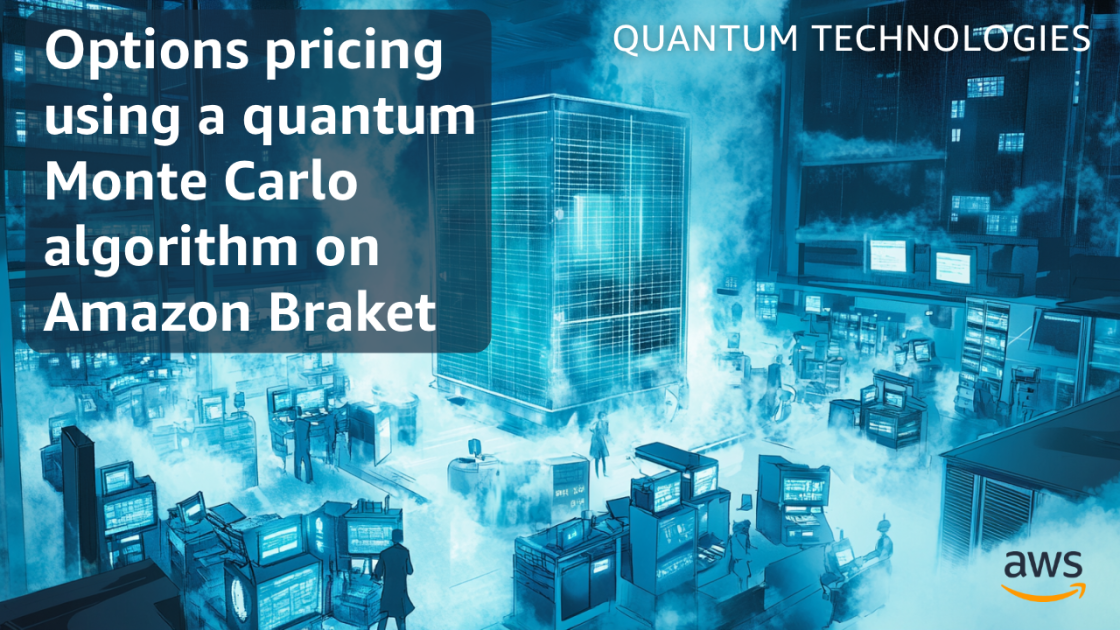 Options pricing
using a quantum
Monte Carlo
algorithm on
Amazon Braket
QUANTUM TECHNOLOGIES
aws